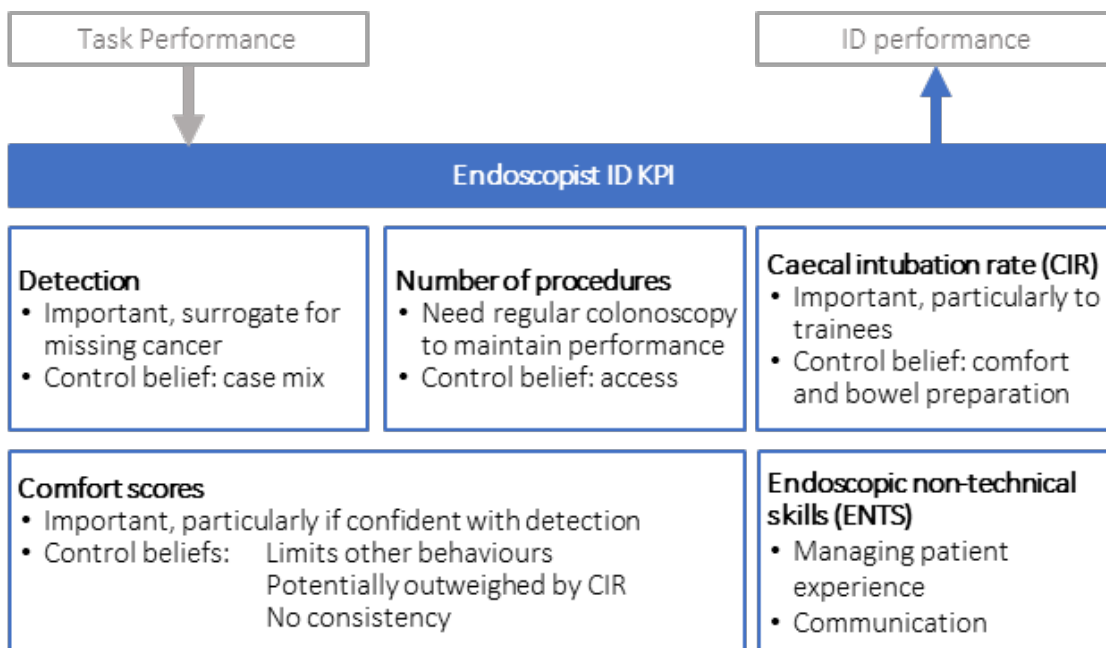 Task Performance
ID performance
Endoscopist ID KPI
Detection
• Important, surrogate for
missing cancer
• Control belief: case mix
Number of procedures
• Need regular colonoscopy
to maintain performance
• Control belief: access
Caecal intubation rate (CIR)
• Important, particularly to
trainees
• Control belief: comfort
and bowel preparation
Comfort scores
• Important, particularly if confident with detection
• Control beliefs: Limits other behaviours
Potentially outweighed by CIR
No consistency
Endoscopic non-technical
skills (ENTS)
• Managing patient
experience
• Communication